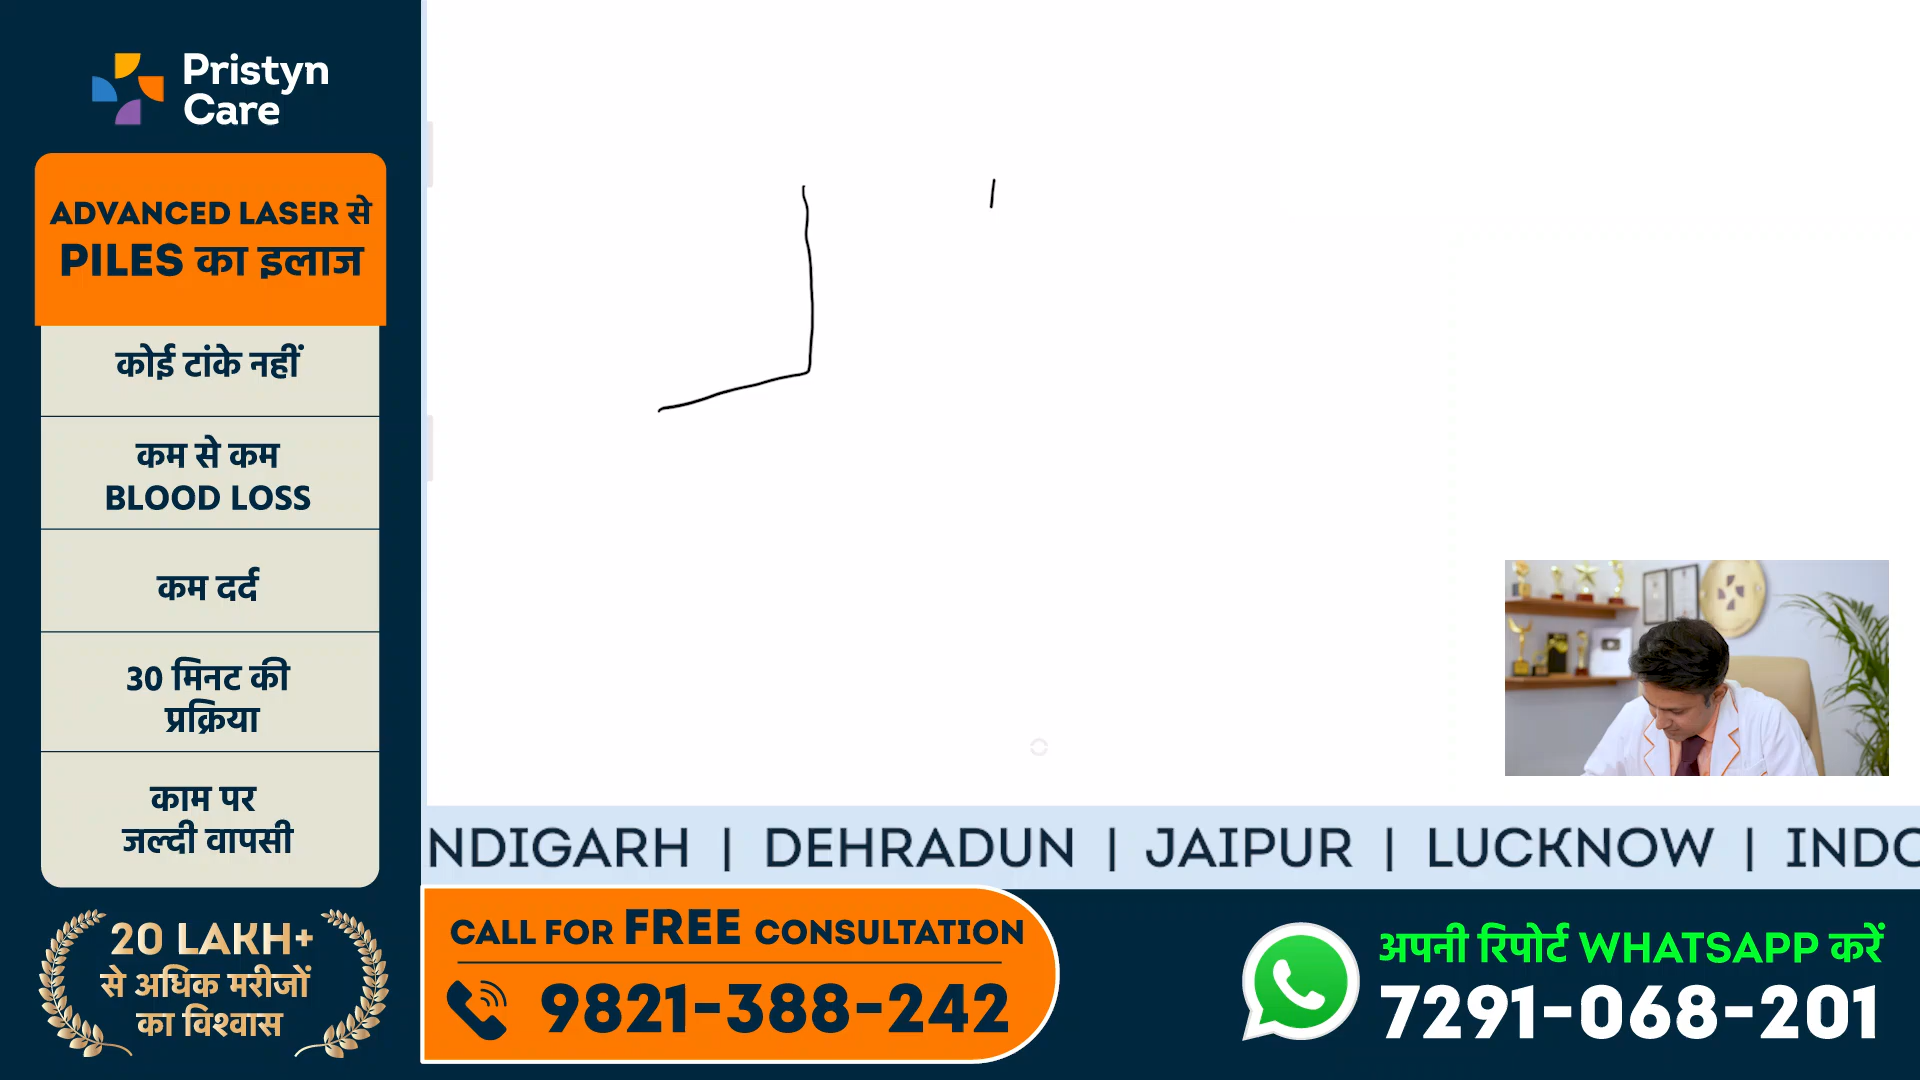 Pristyn
Care
ADVANCED LASER से
PILES का इलाज
कोई टांके नहीं
कम से कम
BLOOD LOSS
कम दर्द
30 मिनट की
प्रक्रिया
काम पर
जल्दी वापसी
20 LAKH+
से अधिक मरीजों
का विश्वास
NDIGARH | DEHRADUN | JAIPUR | LUCKNOW | INDO
CALL FOR FREE CONSULTATION
9821-388-242
अपनी रिपोर्ट WHATSAPP करें
7291-068-201